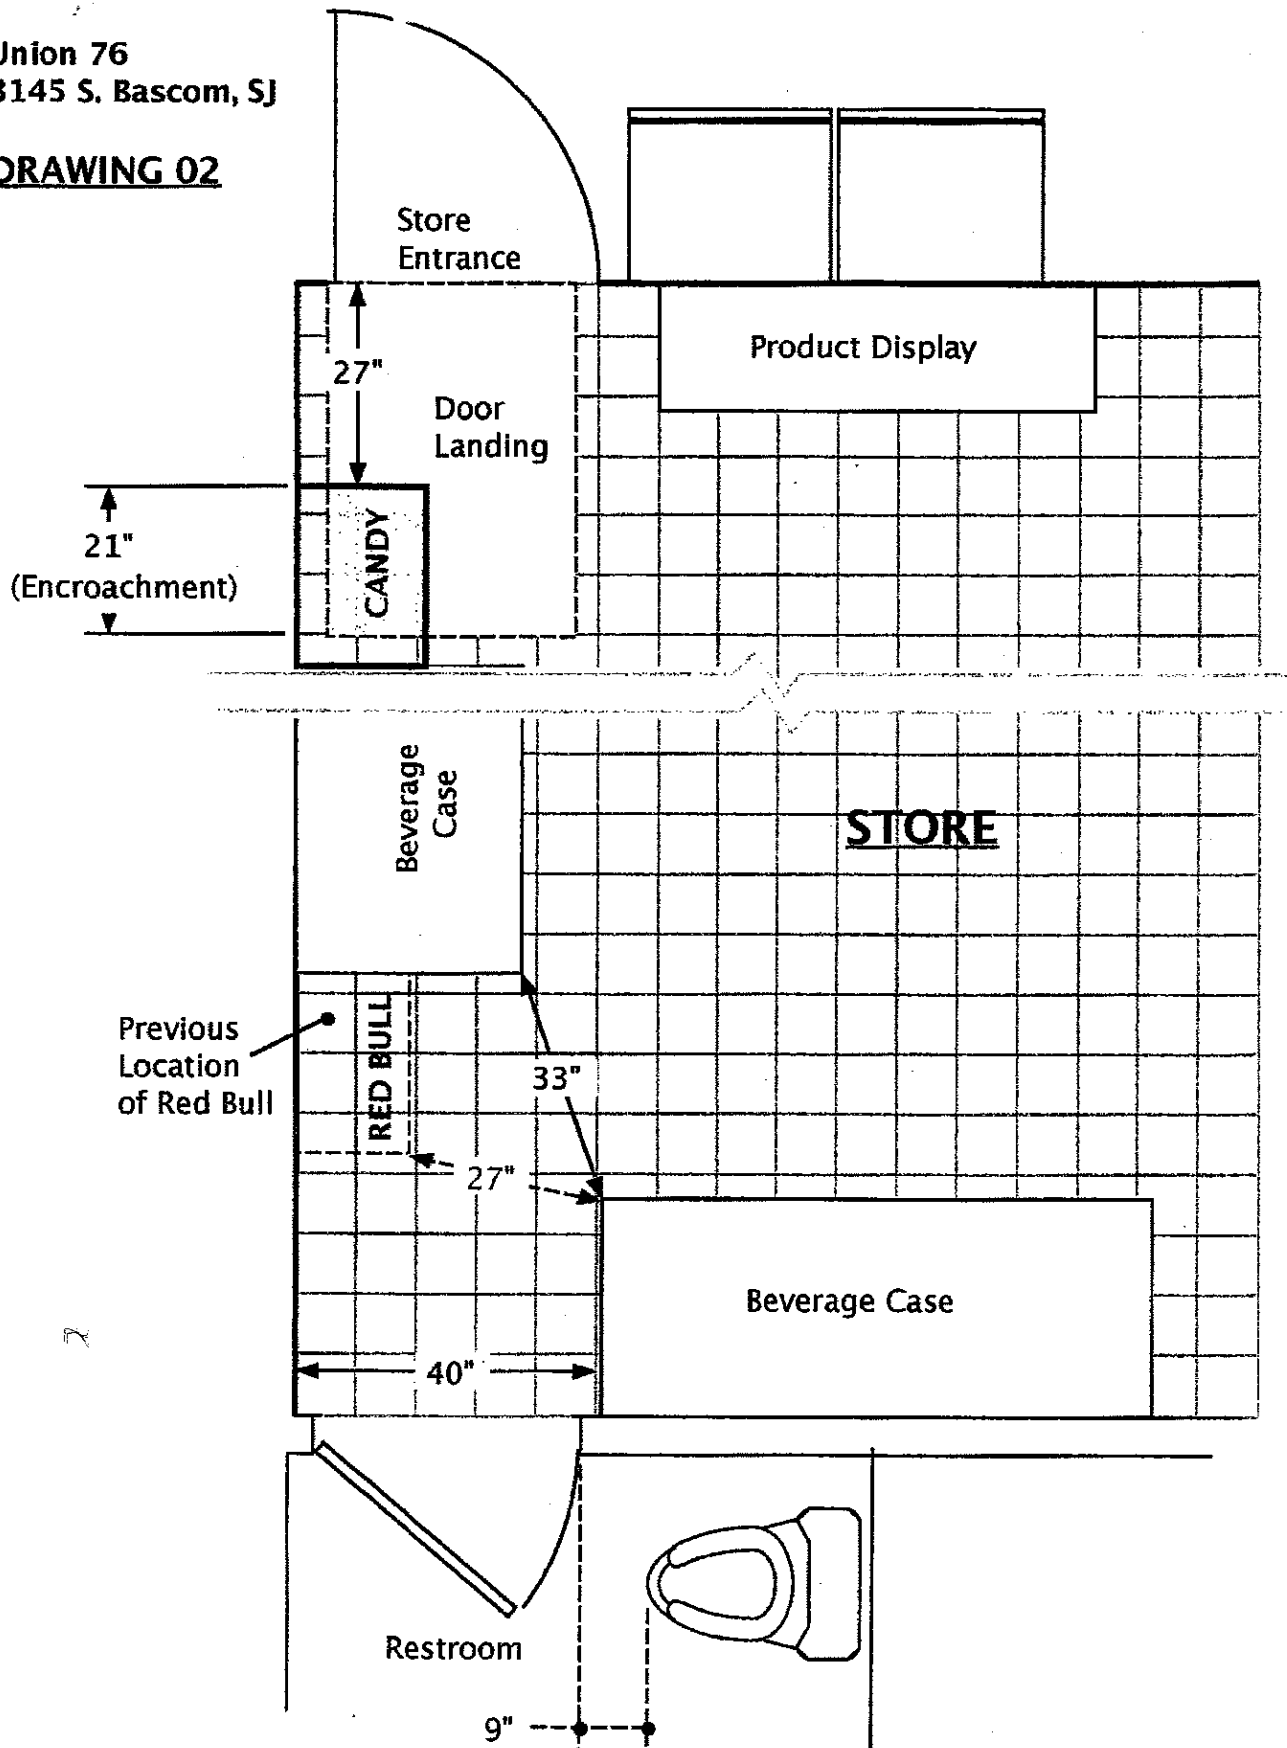 Union 76
3145 S. Bascom, SJ
DRAWING 02
Store
Entrance
Product Display
27"
Door
Landing
21"
(Encroachment)
CANDY
Beverage
Case
STORE
Previous
Location
of Red Bull
RED BULL
33"
27"
Beverage Case
40"
Restroom
9"